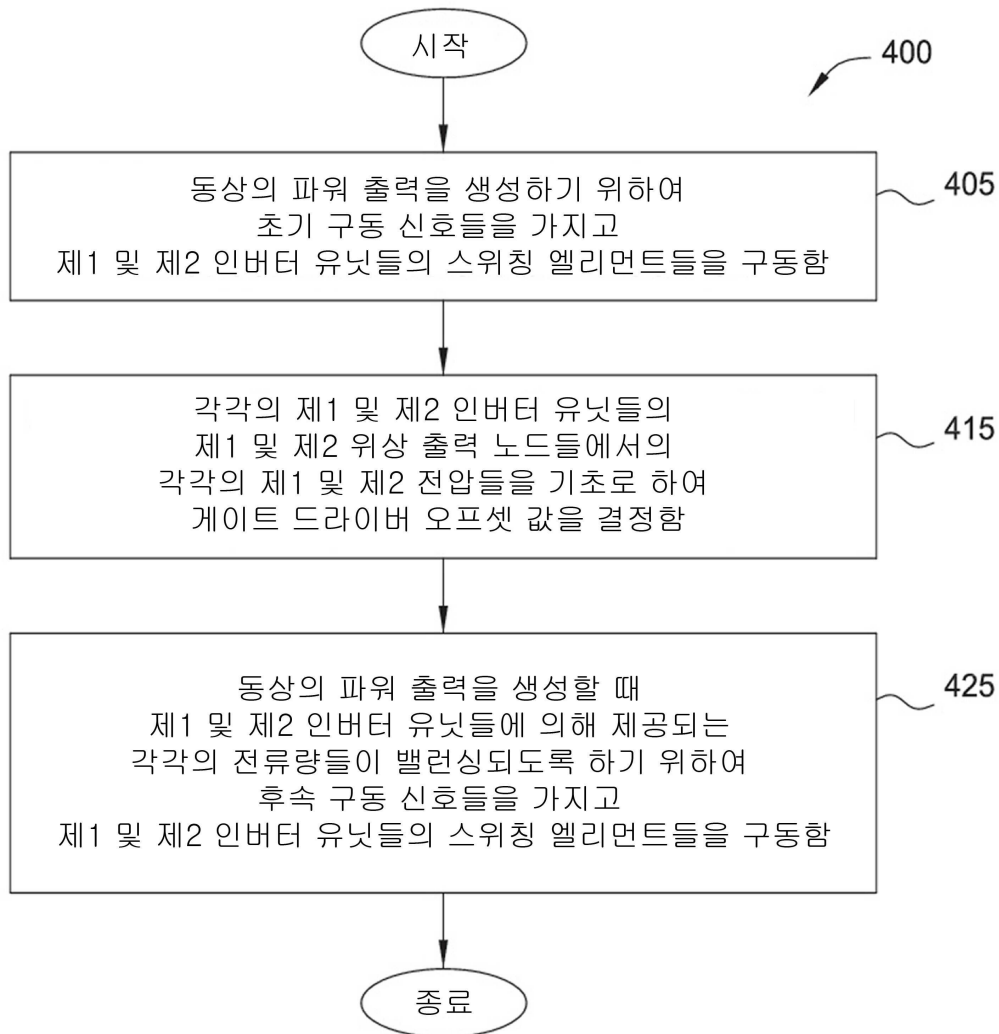 시작
400
동상의 파워 출력을 생성하기 위하여
초기 구동 신호들을 가지고
제1 및 제2 인버터 유닛들의 스위칭 엘리먼트들을 구동함
405
각각의 제1 및 제2 인버터 유닛들의
제1 및 제2 위상 출력 노드들에서의
각각의 제1 및 제2 전압들을 기초로 하여
게이트 드라이버 오프셋 값을 결정함
415
동상의 파워 출력을 생성할 때
제1 및 제2 인버터 유닛들에 의해 제공되는
각각의 전류량들이 밸런싱되도록 하기 위하여
후속 구동 신호들을 가지고
제1 및 제2 인버터 유닛들의 스위칭 엘리먼트들을 구동함
425
종료